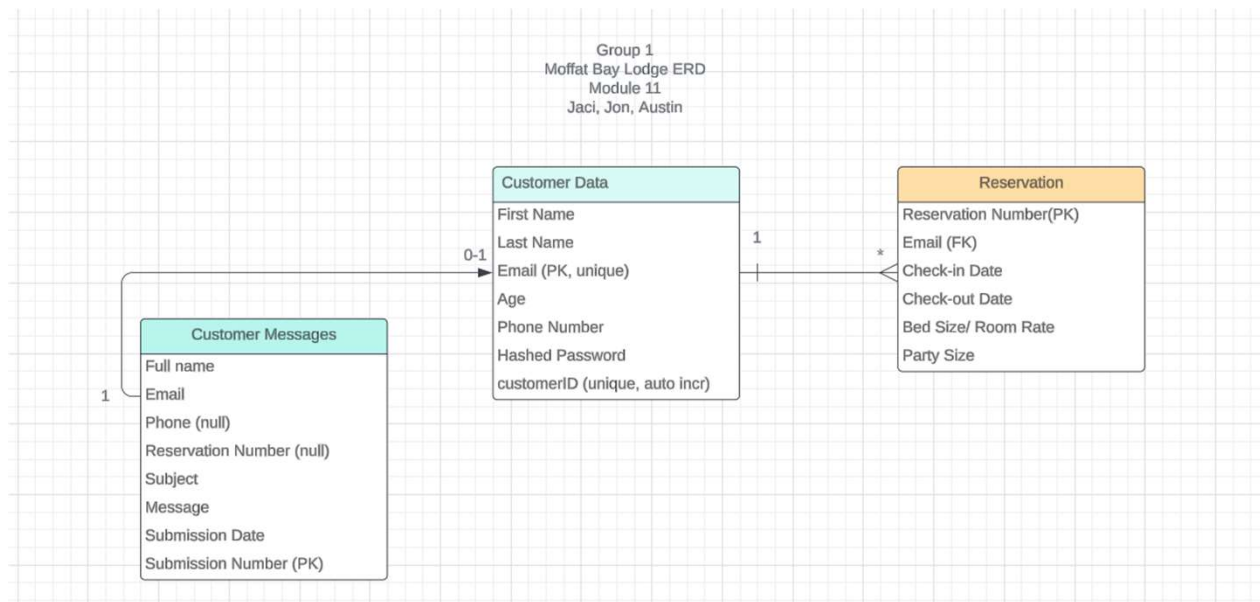 Group 1
Moffat Bay Lodge ERD
Module 11
Jaci, Jon, Austin
Customer Data
First Name
Last Name
Email (PK, unique)
Age
Phone Number
Hashed Password
customerID (unique, auto incr)
0-1
1
*
Reservation
Reservation Number(PK)
Email (FK)
Check-in Date
Check-out Date
Bed Size/ Room Rate
Party Size
Customer Messages
Full name
Email
Phone (null)
Reservation Number (null)
Subject
Message
Submission Date
Submission Number (PK)
1